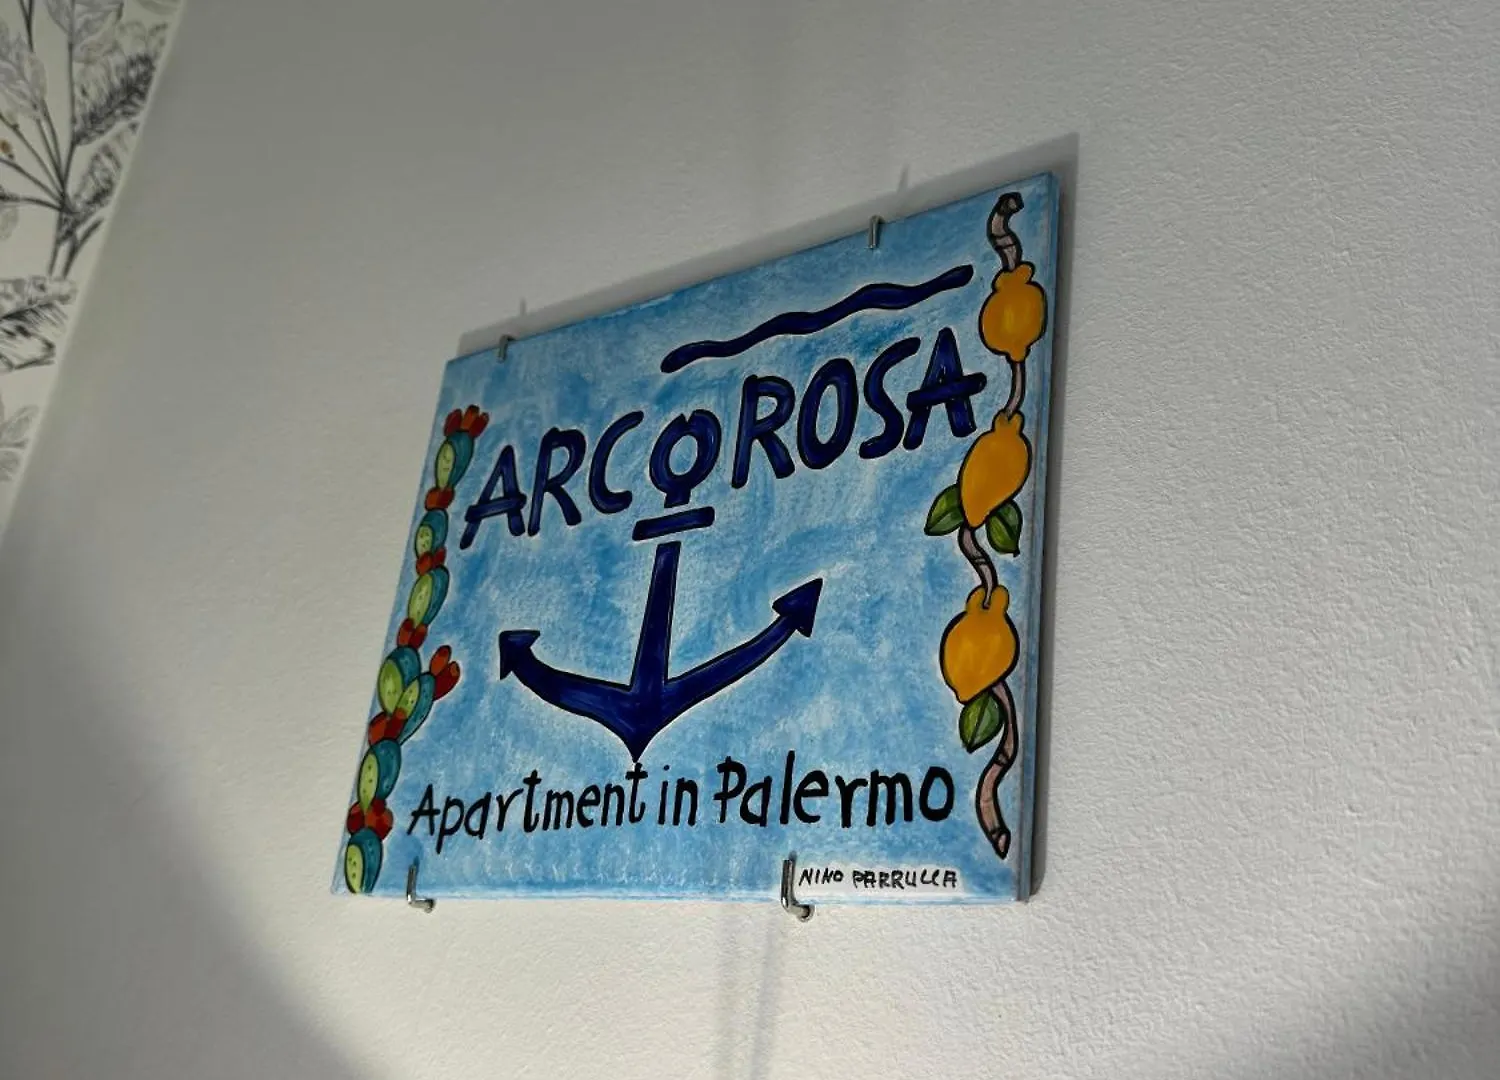 ARCOROSA
Apartment in Palermo
NINO PARRUCCA